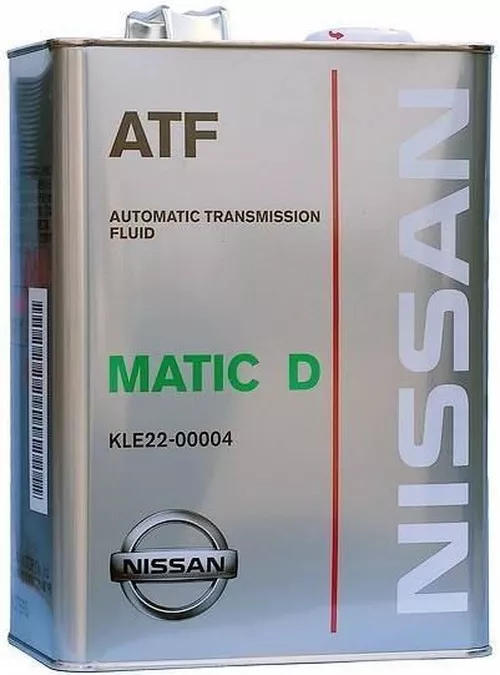 ATF
AUTOMATIC TRANSMISSION
FLUID
MATIC D
KLE22-00004
NISSAN
NISSAN